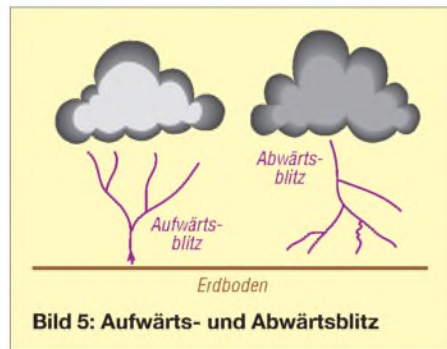 Aufwärts-
blitz
Abwärts-
blitz
Erdboden
Bild 5: Aufwärts- und Abwärtsblitz